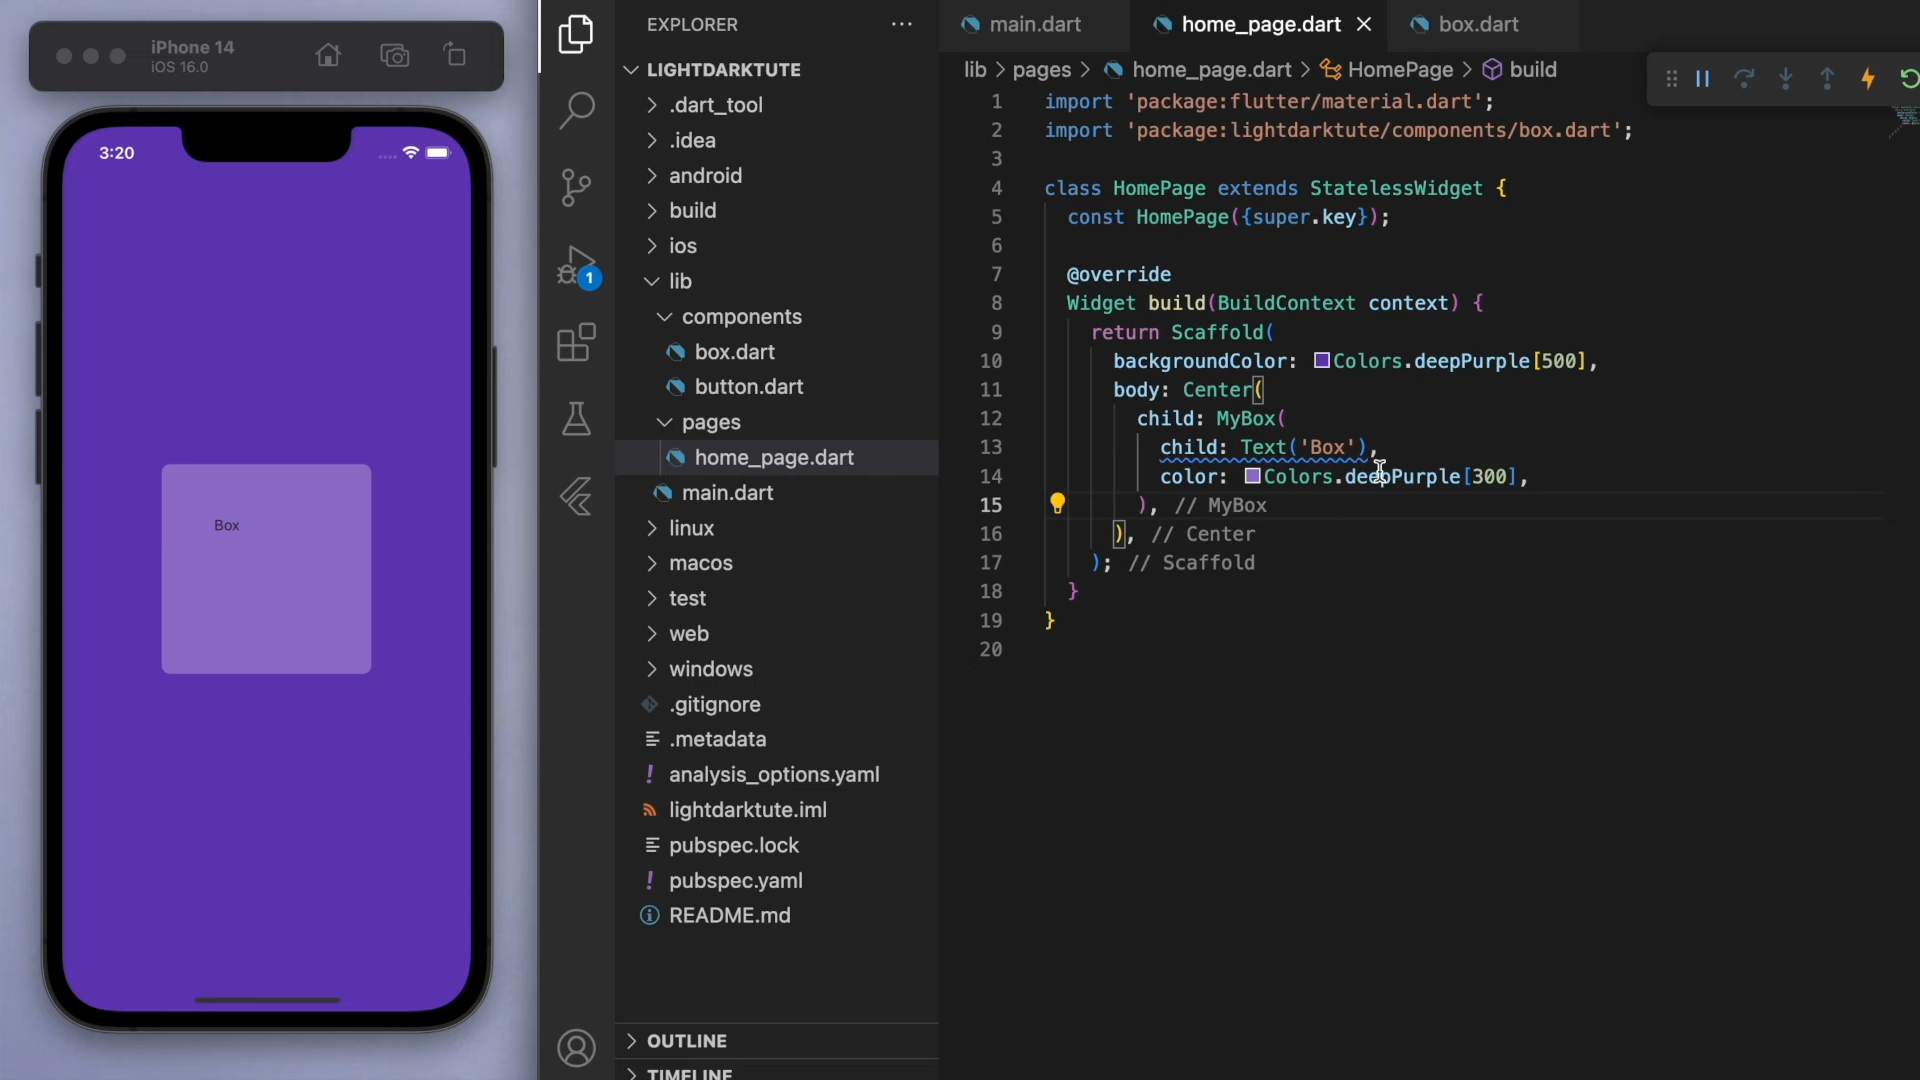 iPhone 14
iOS 16.0
3:20
Box
1
EXPLORER
LIGHTDARKTUTE
.dart_tool
.idea
android
build
ios
lib
components
box.dart
button.dart
pages
home_page.dart
main.dart
linux
macos
test
web
windows
.gitignore
.metadata
! analysis_options.yaml
lightdarktute.iml
pubspec.lock
! pubspec.yaml
README.md
OUTLINE
TIMELINE
main.dart home_page.dart box.dart
lib > pages > home_page.dart > HomePage > build
1 import 'package:flutter/material.dart';
2 import 'package:lightdarktute/components/box.dart';
3
4 class HomePage extends StatelessWidget {
5 const HomePage({super.key});
6
7 @override
8 Widget build(BuildContext context) {
9 return Scaffold(
10 backgroundColor: Colors.deepPurple[500],
11 body: Center(
12 child: MyBox(
13 child: Text('Box'),
14 color: Colors.deepPurple[300],
15 ), // MyBox
16 ), // Center
17 ); // Scaffold
18 }
19 }
20